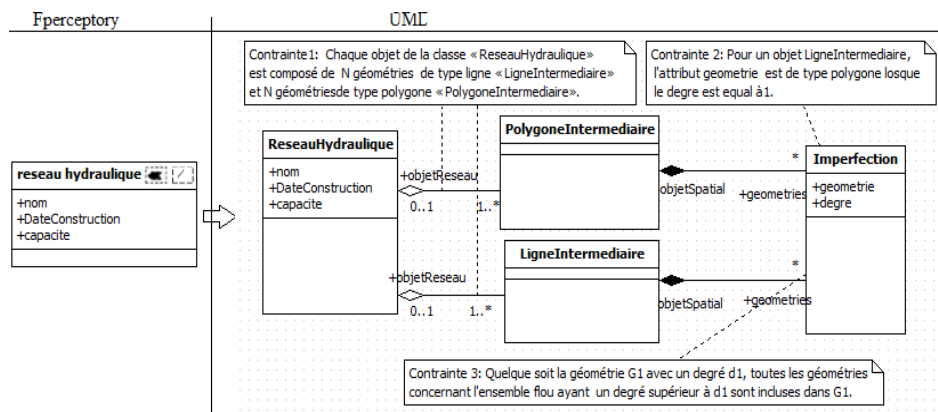 Fperceptory
UML
Contrainte1: Chaque objet de la classe «ReseauHydraulique»
est composé de N géométries de type ligne «LigneIntermediaire»
et N géométriesde type polygone «PolygoneIntermediaire».
Contrainte 2: Pour un objet LigneIntermediaire,
l'attribut geometrie est de type polygone losque
le degre est equal à1.
reseau hydraulique
+nom
+DateConstruction
+capacite
ReseauHydraulique
+nom
+DateConstruction
+capacite
+objetReseau
0..1
1..*
PolygoneIntermediaire
objetSpatial
*
+geometries
Imperfection
+geometrie
+degre
+objetReseau
0..1
1..*
LigneIntermediaire
objetSpatial
*
+geometries
Contrainte 3: Quelque soit la géométrie G1 avec un degré d1, toutes les géométries
concernant l'ensemble flou ayant un degré supérieur à d1 sont incluses dans G1.